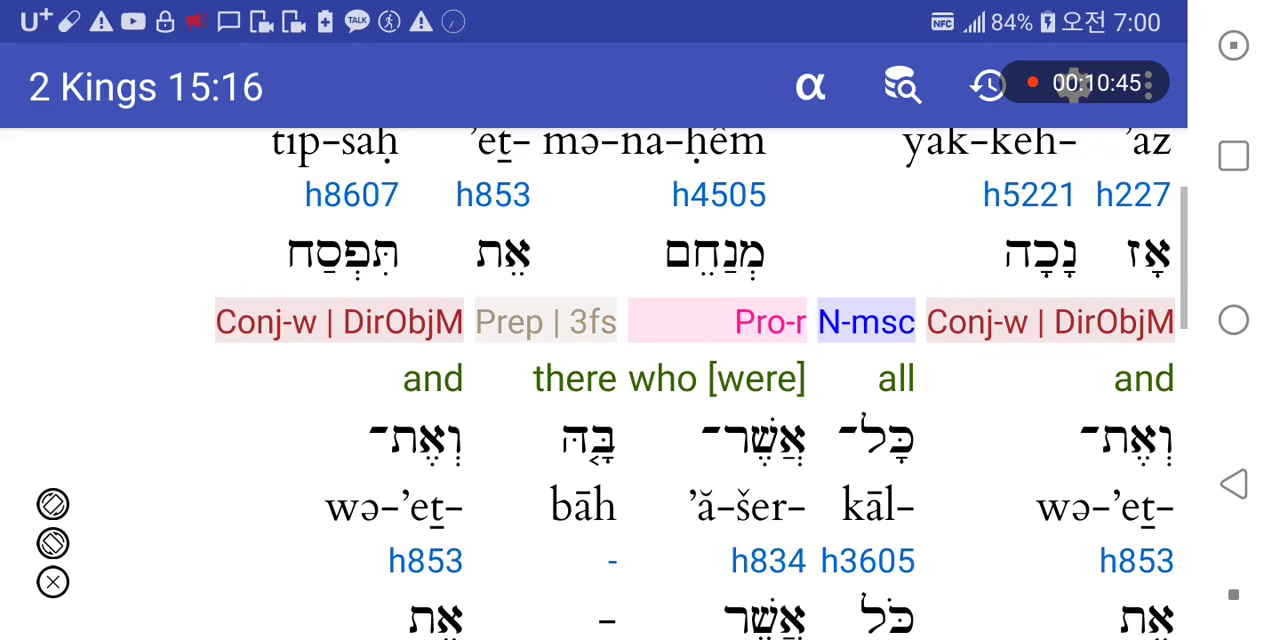 U+ TALK NFC 84% 오전 7:00
2 Kings 15:16 α 00:10:45
tip-saḥ ’eṯ- mə-na-ḥêm yak-keh- ’az
h8607 h853 h4505 h5221 h227
אָז נָכָה מְנַחֵם אֵת תִּפְסַח
Conj-w | DirObjM Prep | 3fs Pro-r N-msc Conj-w | DirObjM
and there who [were] all and
וְאֶת־ כָּל־ אֲשֶׁר־ בָּ֤הּ וְאֶת־
wə-’eṯ- bāh ’ă-šer- kāl- wə-’eṯ-
h853 - h834 h3605 h853
אֵת כֹּל אֲשֶׁר - אֵת